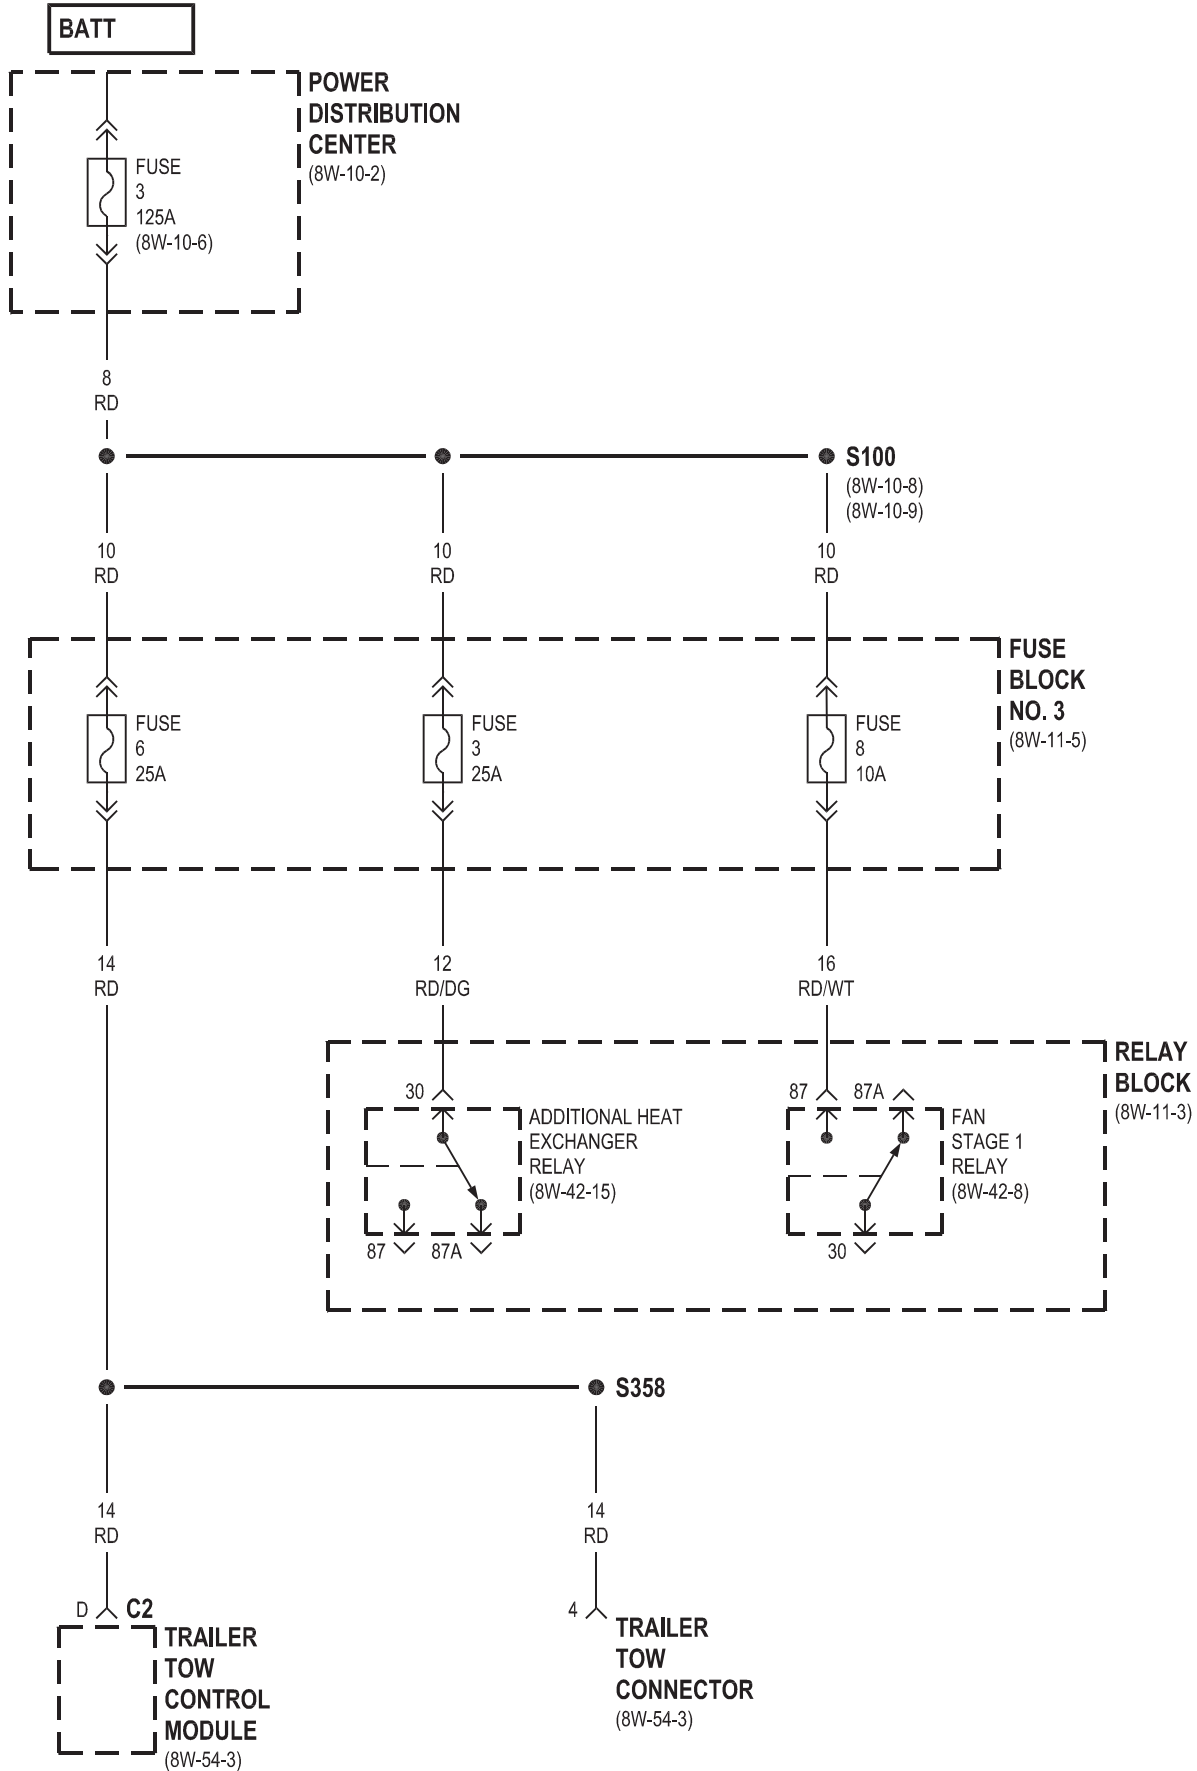 BATT
POWER
DISTRIBUTION
CENTER
(8W-10-2)
FUSE
3
125A
(8W-10-6)
8
RD
S100
(8W-10-8)
(8W-10-9)
10
RD
10
RD
10
RD
FUSE
BLOCK
NO. 3
(8W-11-5)
FUSE
6
25A
FUSE
3
25A
FUSE
8
10A
14
RD
12
RD/DG
16
RD/WT
RELAY
BLOCK
(8W-11-3)
30
ADDITIONAL HEAT
EXCHANGER
RELAY
(8W-42-15)
87
87A
87
87A
FAN
STAGE 1
RELAY
(8W-42-8)
30
S358
14
RD
14
RD
D
C2
TRAILER
TOW
CONTROL
MODULE
(8W-54-3)
4
TRAILER
TOW
CONNECTOR
(8W-54-3)